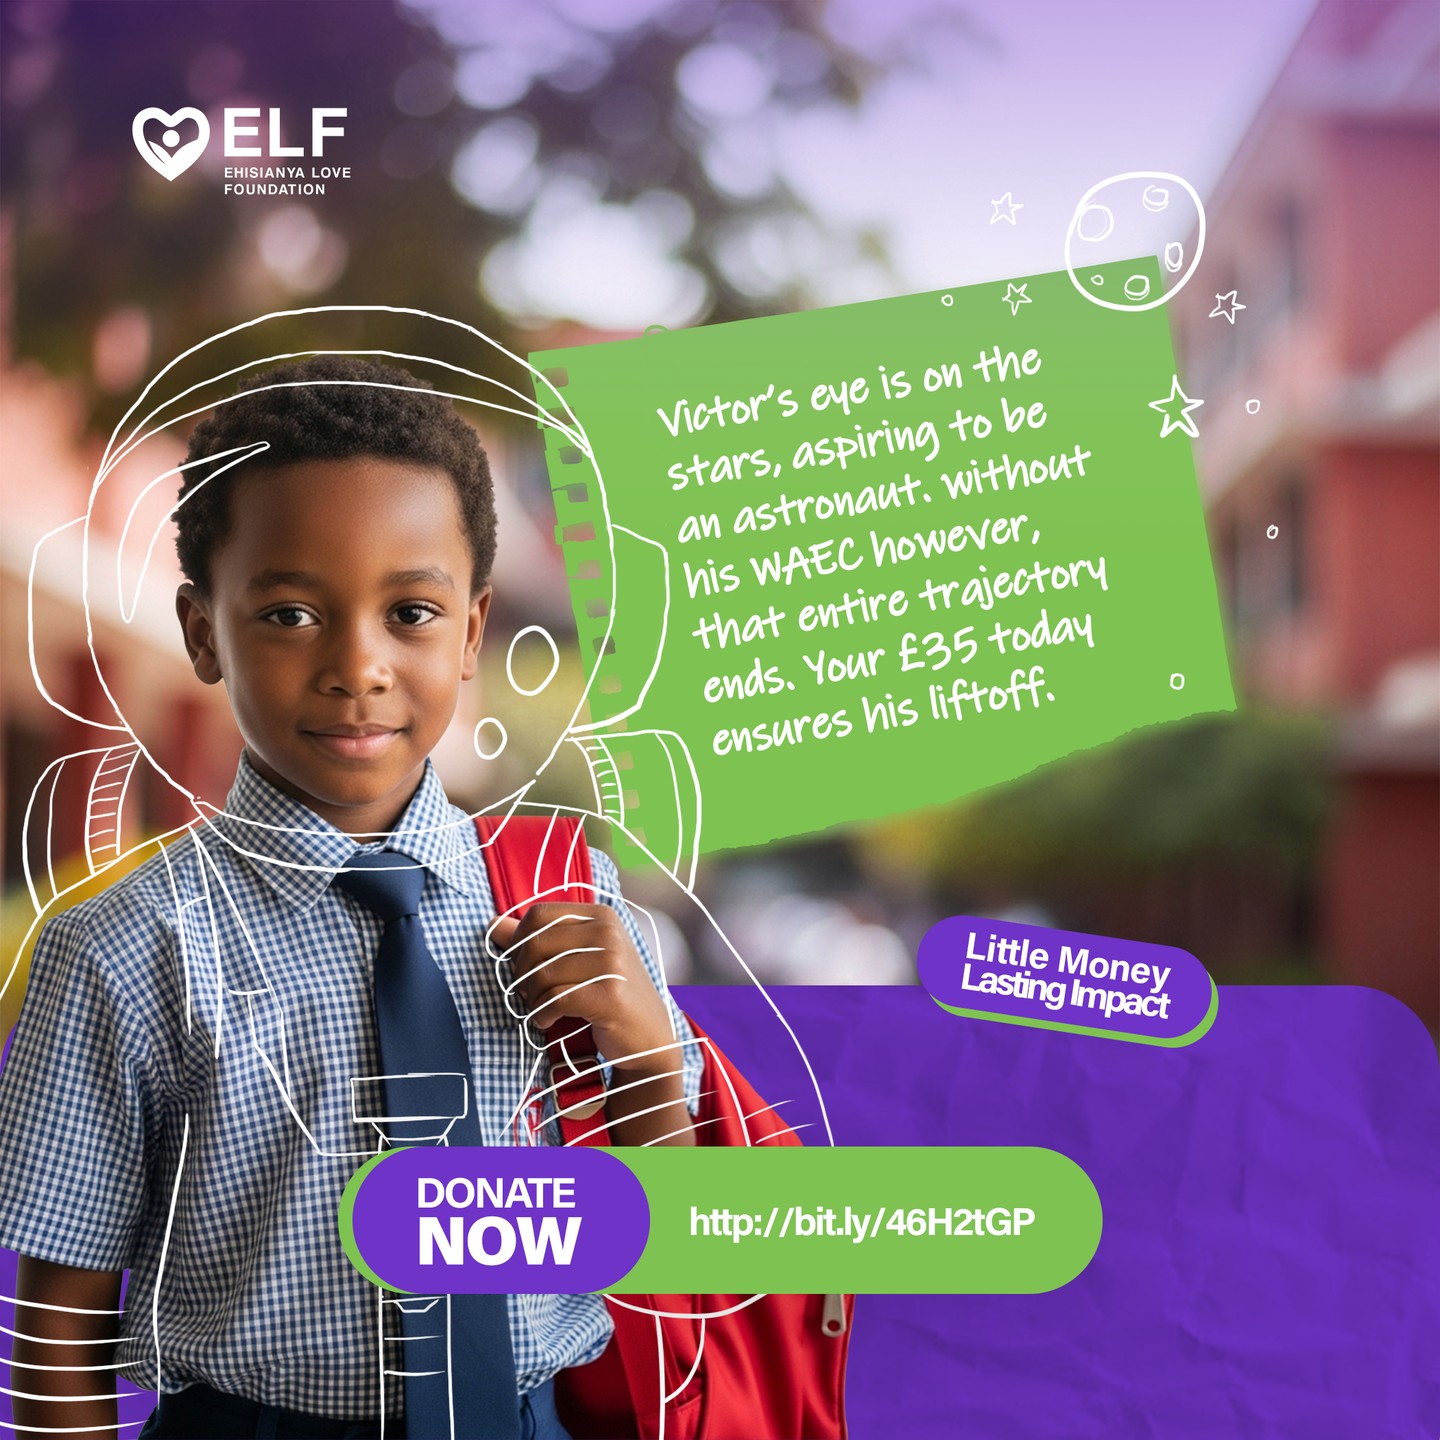 ELF
EHISIANYA LOVE
FOUNDATION
Victor's eye is on the
stars, aspiring to be
an astronaut. without
his WAEC however,
that entire trajectory
ends. Your £35 today
ensures his liftoff.
Little Money
Lasting Impact
DONATE
NOW
http://bit.ly/46H2tGP